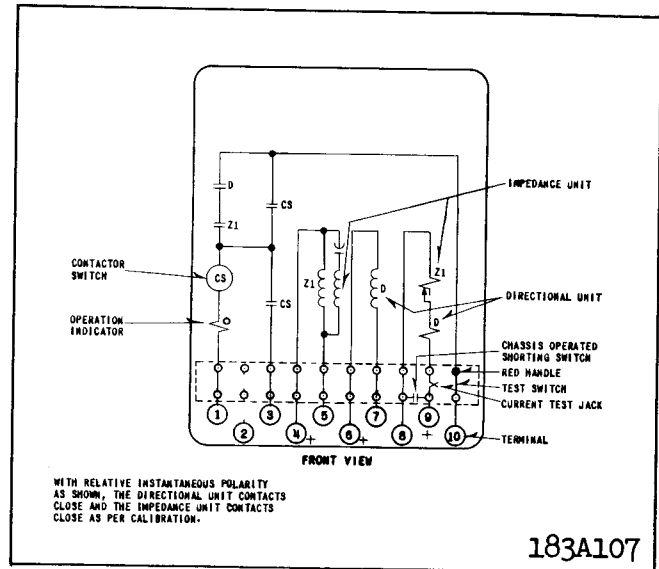 D
CS
Z1
IMPEDANCE UNIT
CONTACTOR
SWITCH
CS
CS
Z1
D
Z1
DIRECTIONAL UNIT
OPERATION
INDICATOR
D
CHASSIS OPERATED
SHORTING SWITCH
RED HANDLE
TEST SWITCH
CURRENT TEST JACK
1
2
3
4
+
5
6
+
7
8
9
+
10
TERMINAL
FRONT VIEW
WITH RELATIVE INSTANTANEOUS POLARITY
AS SHOWN, THE DIRECTIONAL UNIT CONTACTS
CLOSE AND THE IMPEDANCE UNIT CONTACTS
CLOSE AS PER CALIBRATION.
183A107